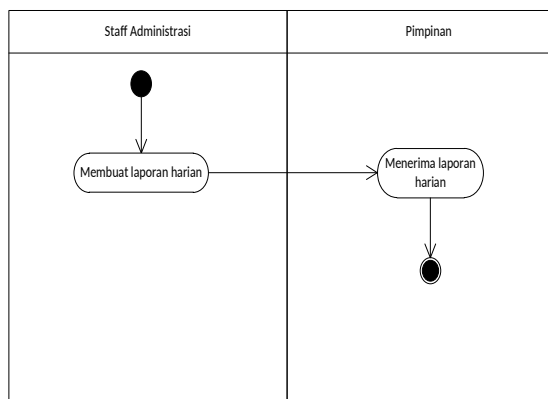 Staff Administrasi
Pimpinan
Membuat laporan harian
Menerima laporan
harian